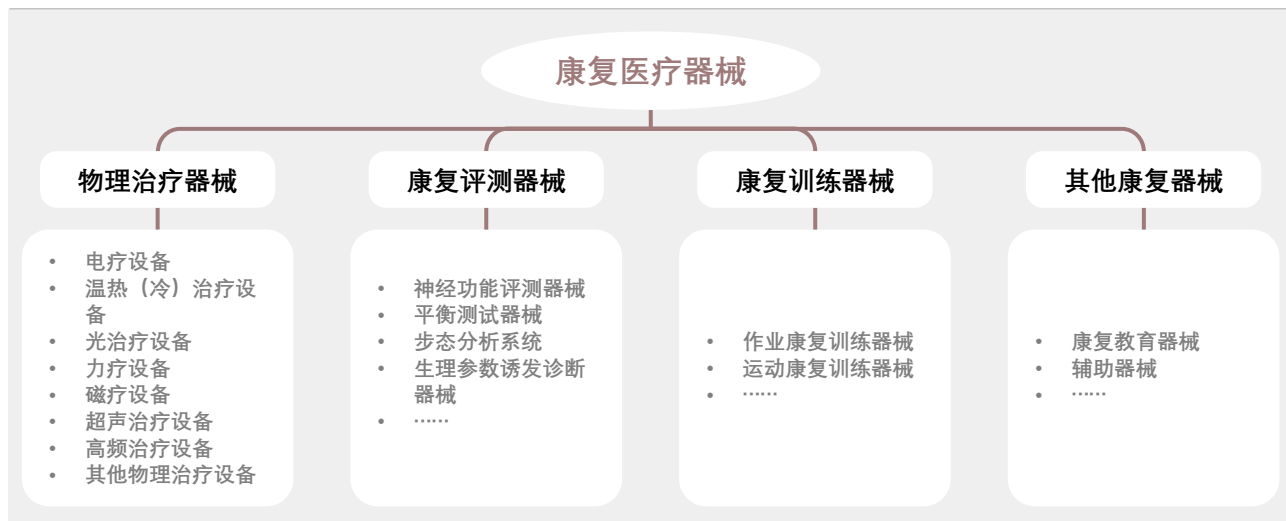 康复医疗器械
物理治疗器械
• 电疗设备
• 温热（冷）治疗设
备
• 光治疗设备
• 力疗设备
• 磁疗设备
• 超声治疗设备
• 高频治疗设备
• 其他物理治疗设备
康复评测器械
• 神经功能评测器械
• 平衡测试器械
• 步态分析系统
• 生理参数诱发诊断
器械
• ……
康复训练器械
• 作业康复训练器械
• 运动康复训练器械
• ……
其他康复器械
• 康复教育器械
• 辅助器械
• ……